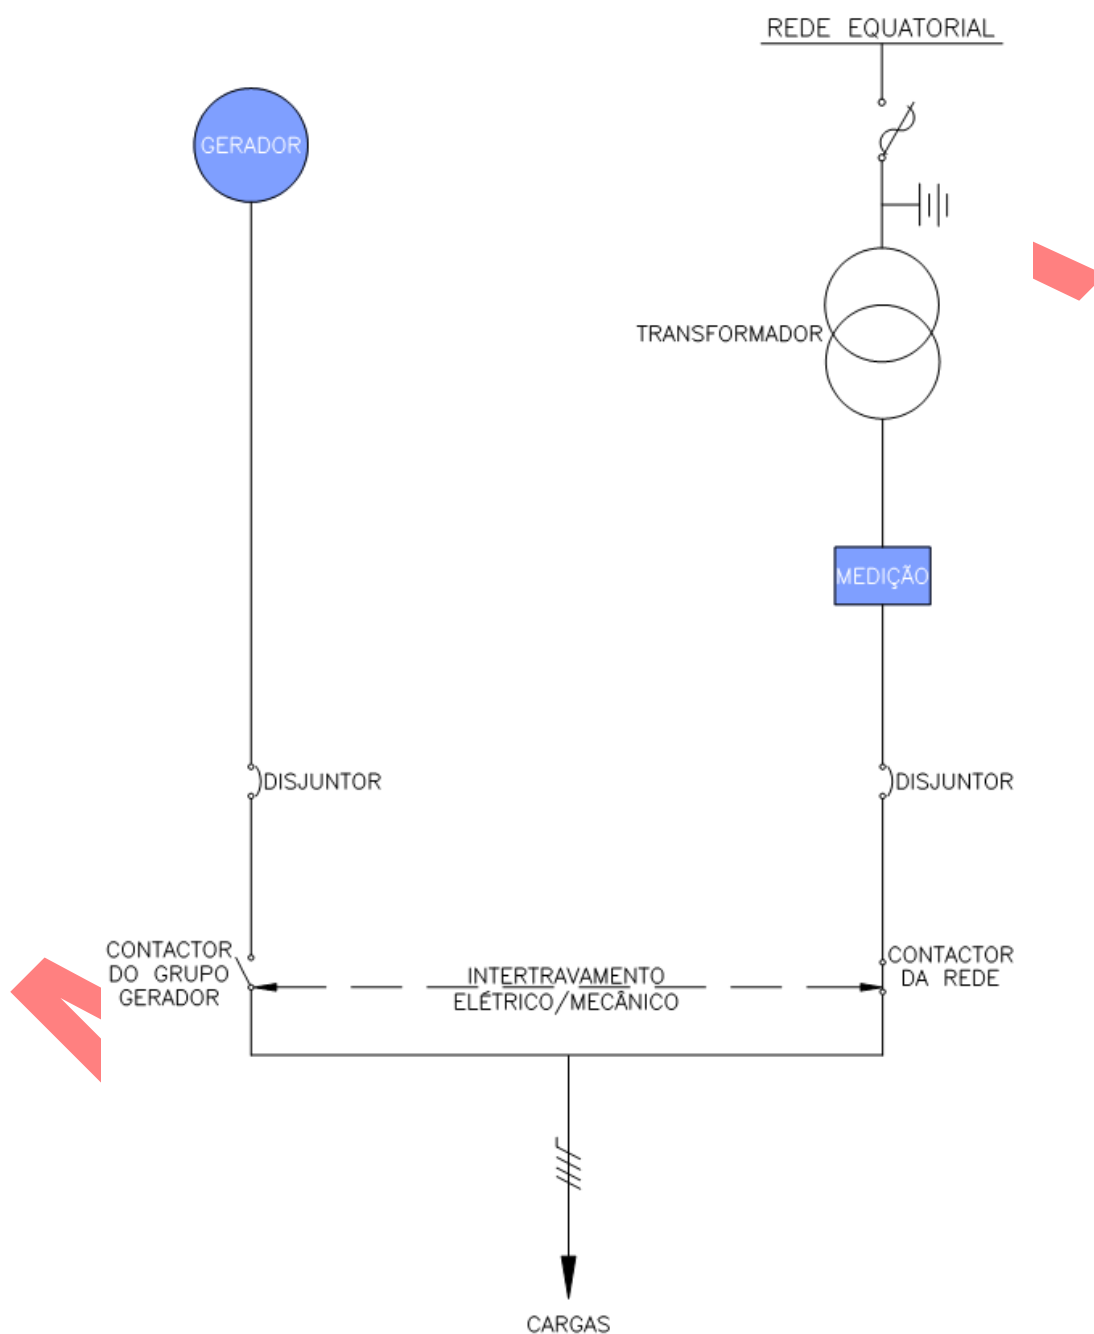 REDE EQUATORIAL
GERADOR
TRANSFORMADOR
MEDIÇÃO
DISJUNTOR
DISJUNTOR
CONTACTOR
DO GRUPO
GERADOR
INTERTRAVAMENTO
ELÉTRICO/MECÂNICO
CONTACTOR
DA REDE
CARGAS